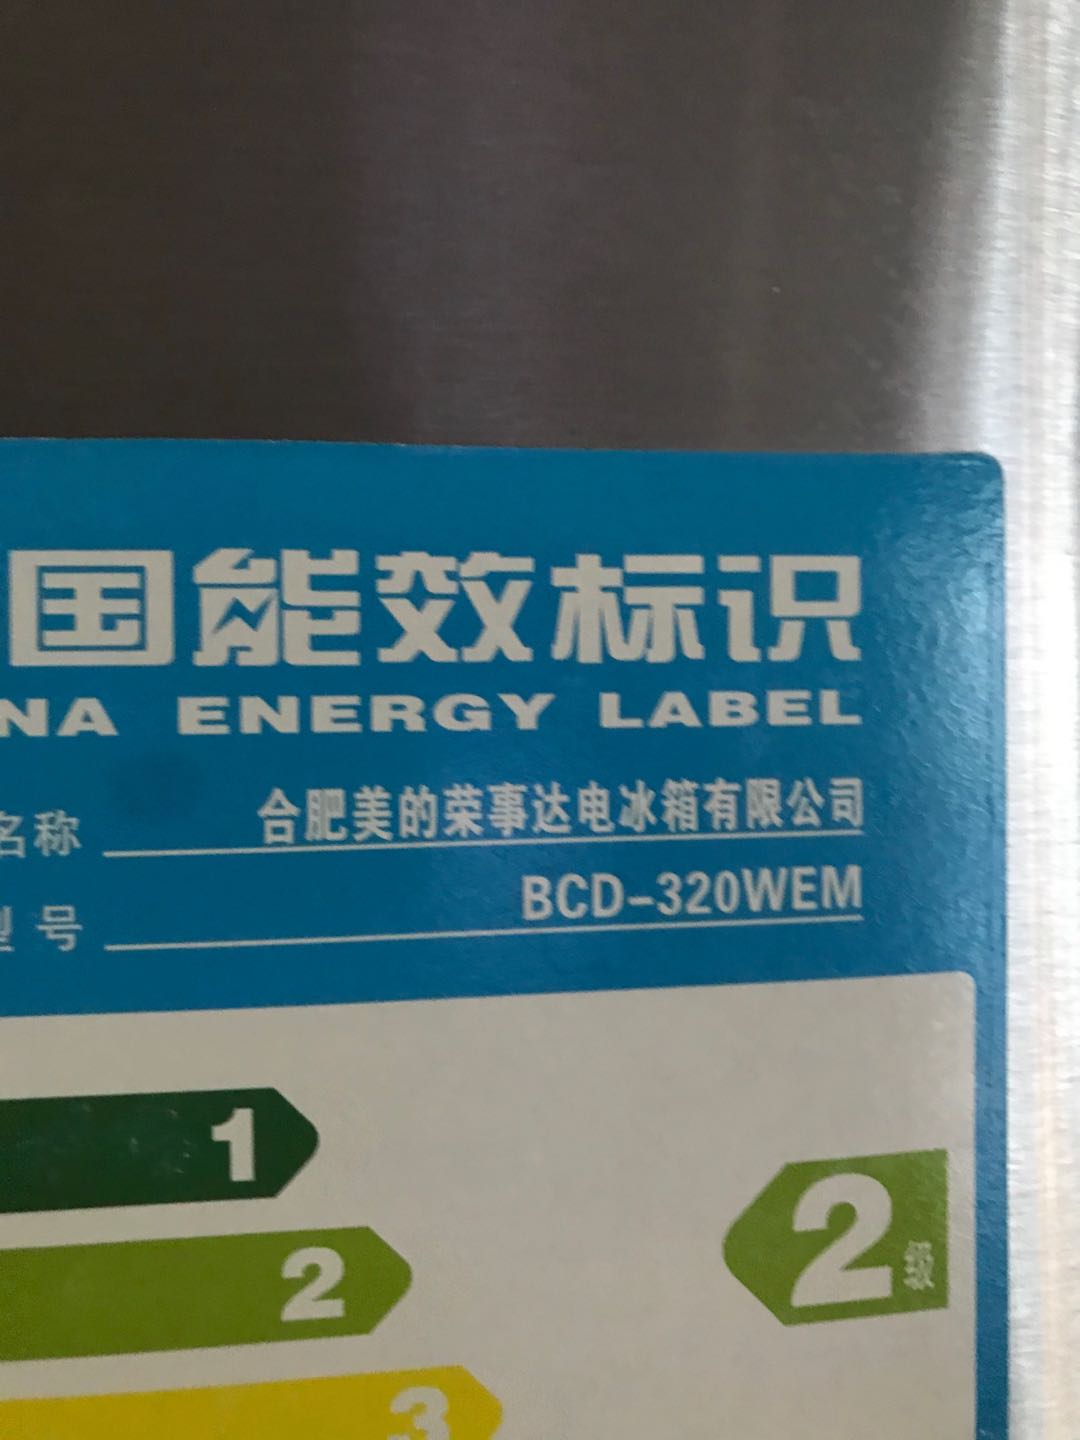 国能效标识
NA ENERGY LABEL
名称 合肥美的荣事达电冰箱有限公司
型号 BCD-320WEM
1
2
2级
3